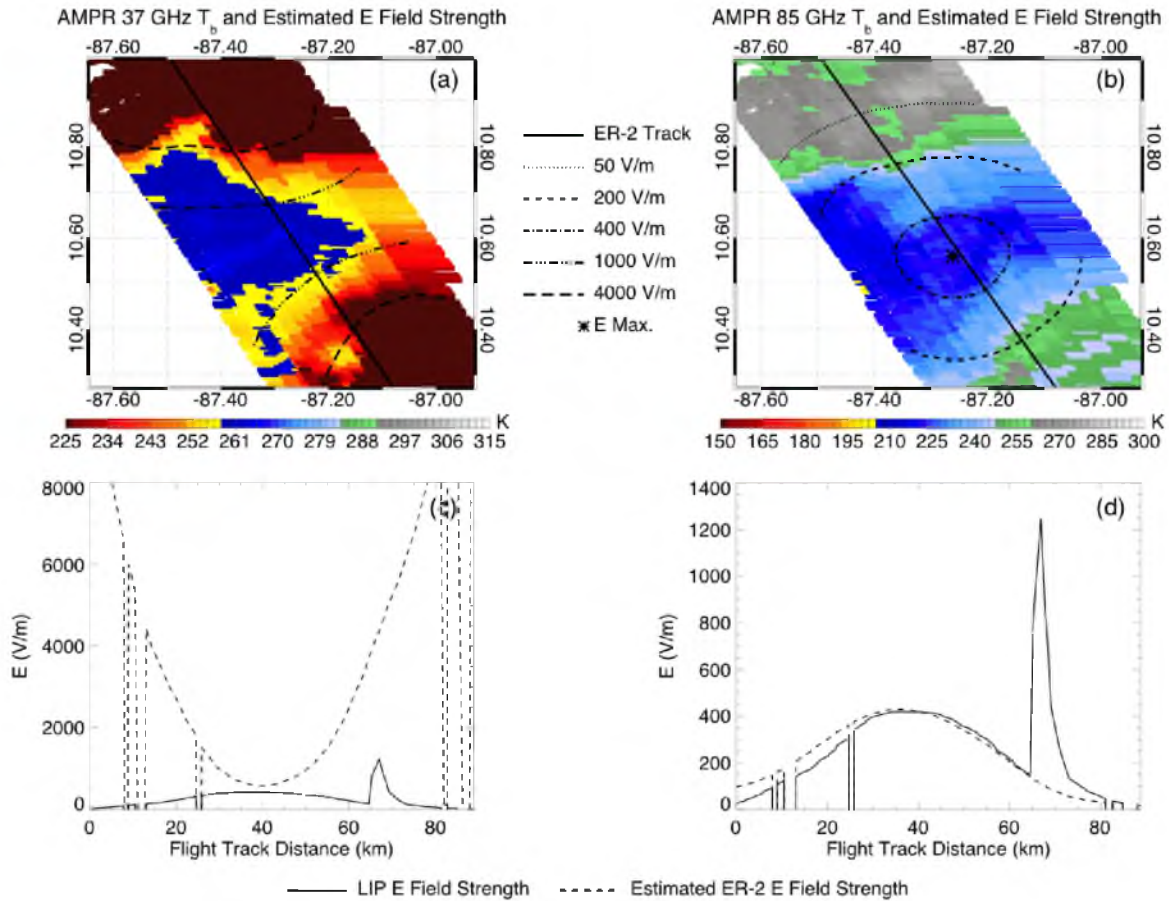 AMPR 37 GHz Tb and Estimated E Field Strength
-87.60 -87.40 -87.20 -87.00
(a)
10.80
10.60
10.40
10.80
10.60
10.40
-87.60 -87.40 -87.20 -87.00
225 234 243 252 261 270 279 288 297 306 315 K
ER-2 Track
50 V/m
200 V/m
400 V/m
1000 V/m
4000 V/m
E Max.
AMPR 85 GHz Tb and Estimated E Field Strength
-87.60 -87.40 -87.20 -87.00
(b)
10.80
10.60
10.40
10.80
10.60
10.40
-87.60 -87.40 -87.20 -87.00
150 165 180 195 210 225 240 255 270 285 300 K
(c)
E (V/m)
8000
6000
4000
2000
0
0 20 40 60 80
Flight Track Distance (km)
(d)
E (V/m)
1400
1200
1000
800
600
400
200
0
0 20 40 60 80
Flight Track Distance (km)
LIP E Field Strength
Estimated ER-2 E Field Strength